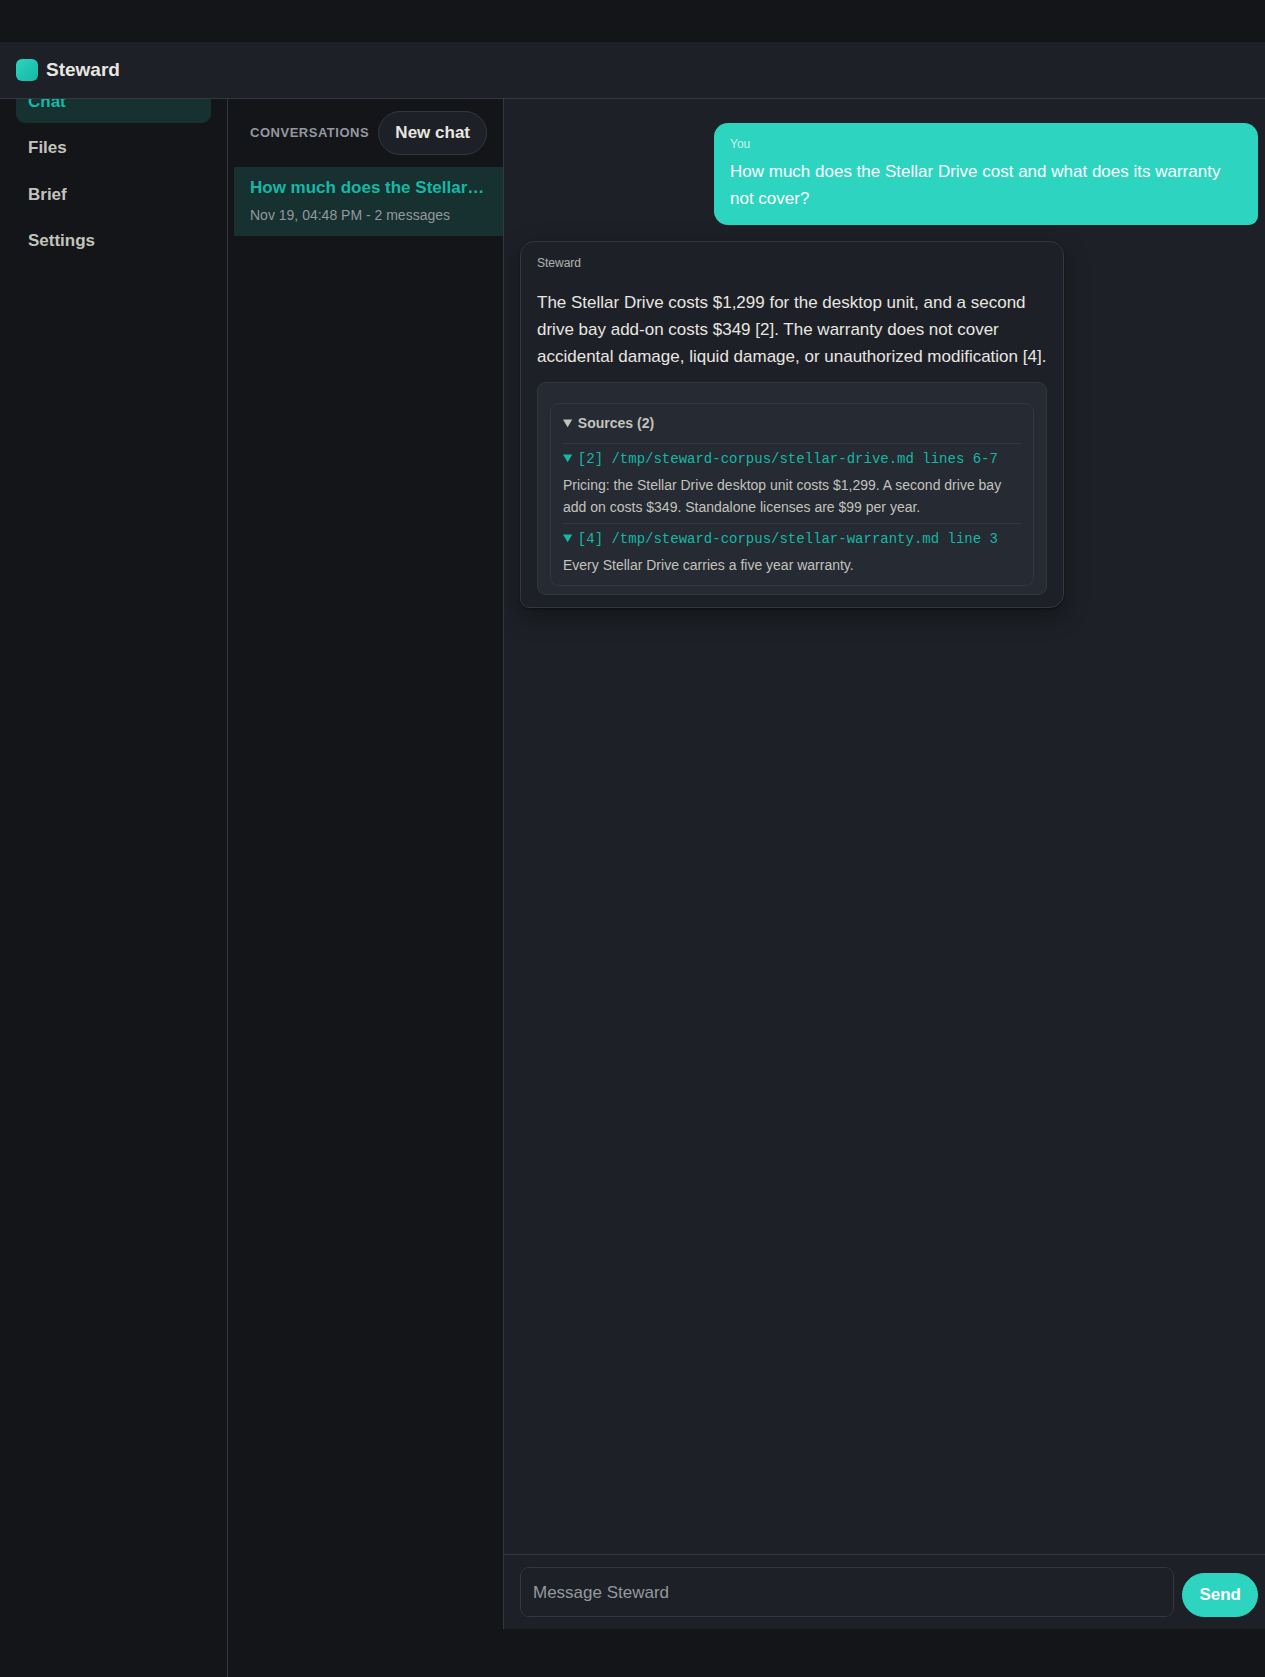 Steward
Chat
Files
Brief
Settings
CONVERSATIONS
New chat
How much does the Stellar…
Nov 19, 04:48 PM - 2 messages
You
How much does the Stellar Drive cost and what does its warranty
not cover?
Steward
The Stellar Drive costs $1,299 for the desktop unit, and a second
drive bay add-on costs $349 [2]. The warranty does not cover
accidental damage, liquid damage, or unauthorized modification [4].
Sources (2)
[2] /tmp/steward-corpus/stellar-drive.md lines 6-7
Pricing: the Stellar Drive desktop unit costs $1,299. A second drive bay
add on costs $349. Standalone licenses are $99 per year.
[4] /tmp/steward-corpus/stellar-warranty.md line 3
Every Stellar Drive carries a five year warranty.
Message Steward
Send